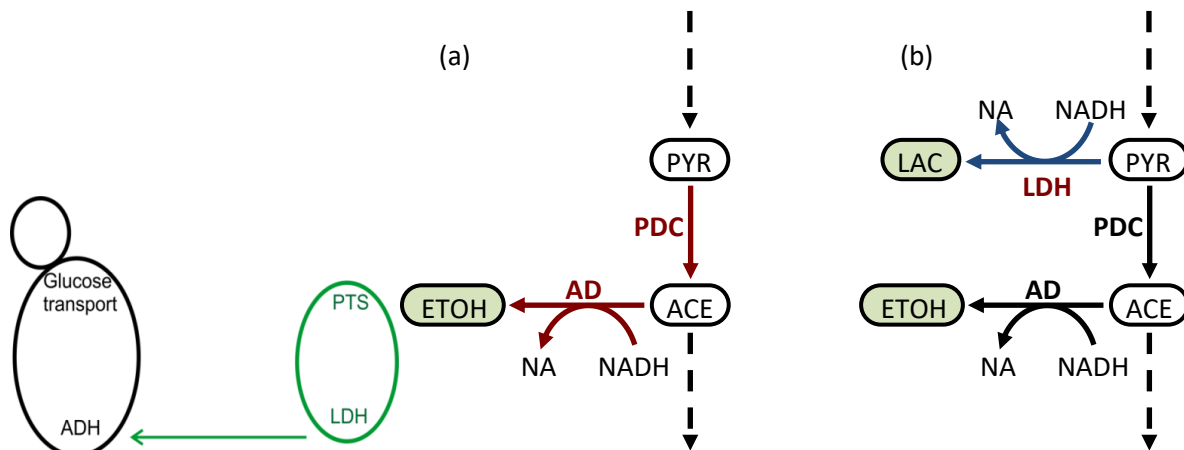 (a)
(b)
NA
NADH
PYR
LAC
PYR
LDH
PDC
PDC
Glucose
transport
PTS
AD
AD
ETOH
ACE
ETOH
ACE
NA
NADH
NA
NADH
LDH
ADH